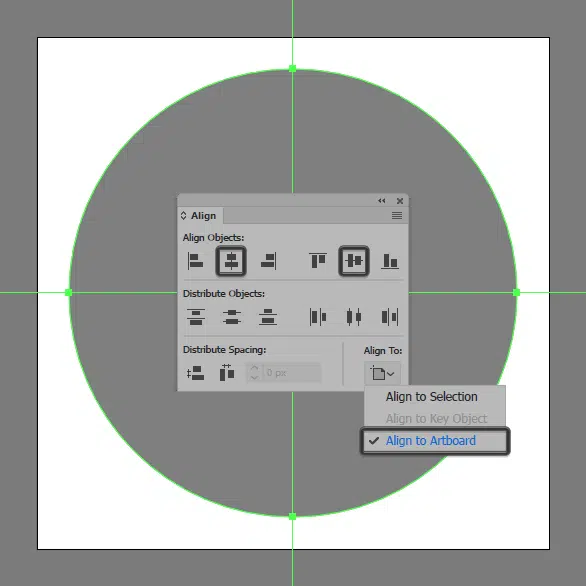 Align
Align Objects:
Distribute Objects:
Distribute Spacing:
Align To:
0 px
Align to Selection
Align to Key Object
Align to Artboard